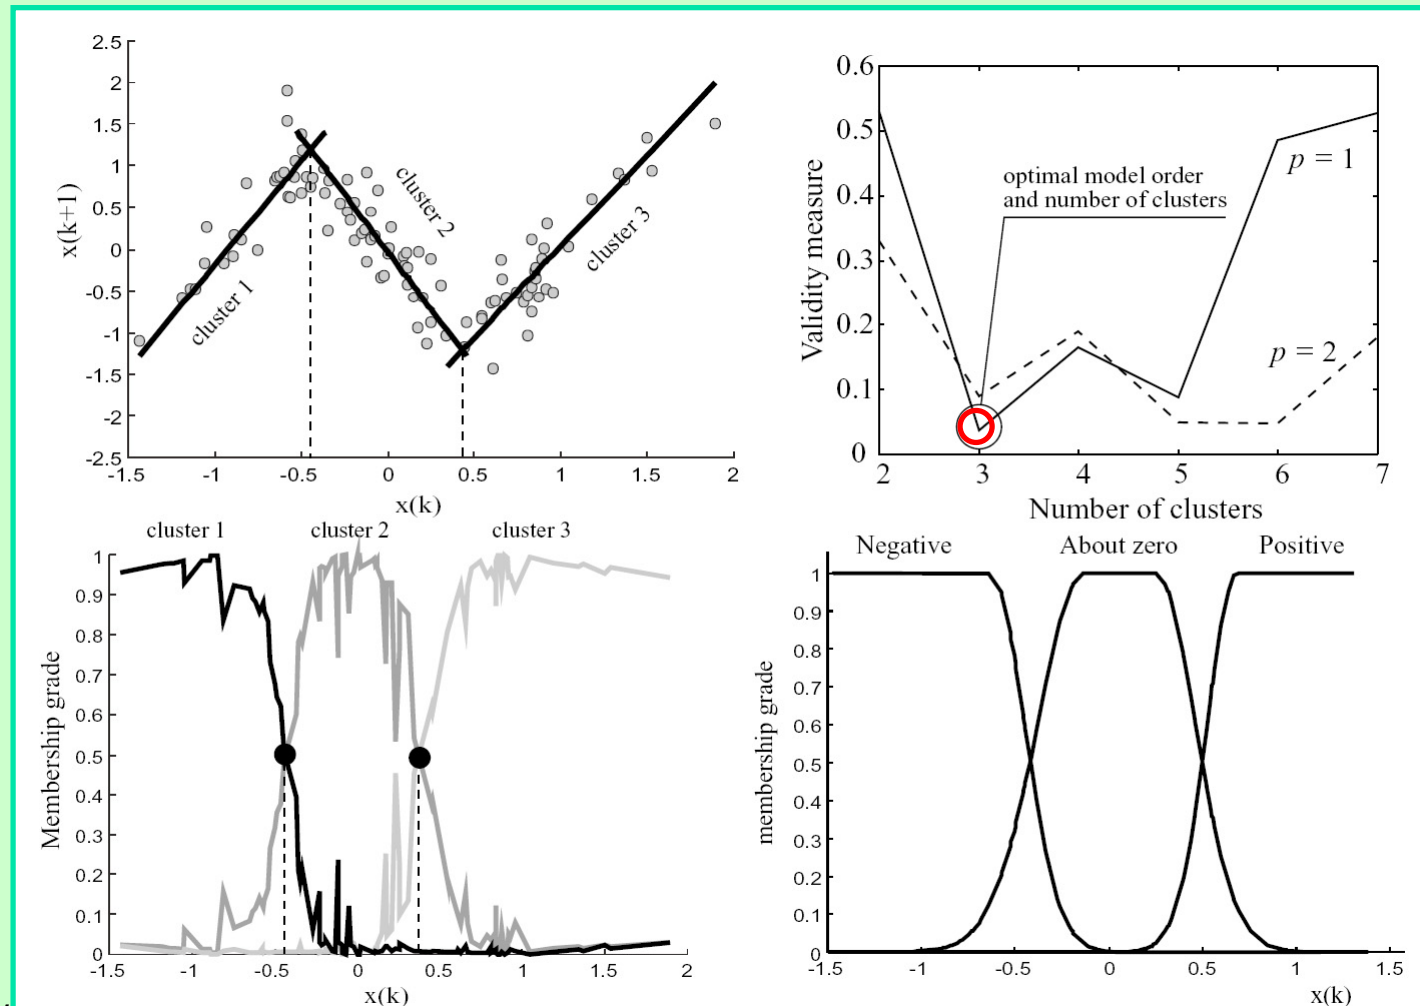 2.5
2
1.5
1
0.5
0
-0.5
-1
-1.5
-2
-2.5
x(k+1)
cluster 1
cluster 2
cluster 3
-1.5 -1 -0.5 0 0.5 1 1.5 2
x(k)
0.6
0.5
0.4
0.3
0.2
0.1
0
Validity measure
optimal model order
and number of clusters
p = 1
p = 2
2 3 4 5 6 7
Number of clusters
cluster 1 cluster 2 cluster 3
1
0.9
0.8
0.7
0.6
0.5
0.4
0.3
0.2
0.1
0
Membership grade
-1.5 -1 -0.5 0 0.5 1 1.5 2
x(k)
Negative About zero Positive
1
0.9
0.8
0.7
0.6
0.5
0.4
0.3
0.2
0.1
0
membership grade
-1.5 -1 -0.5 0 0.5 1 1.5
x(k)